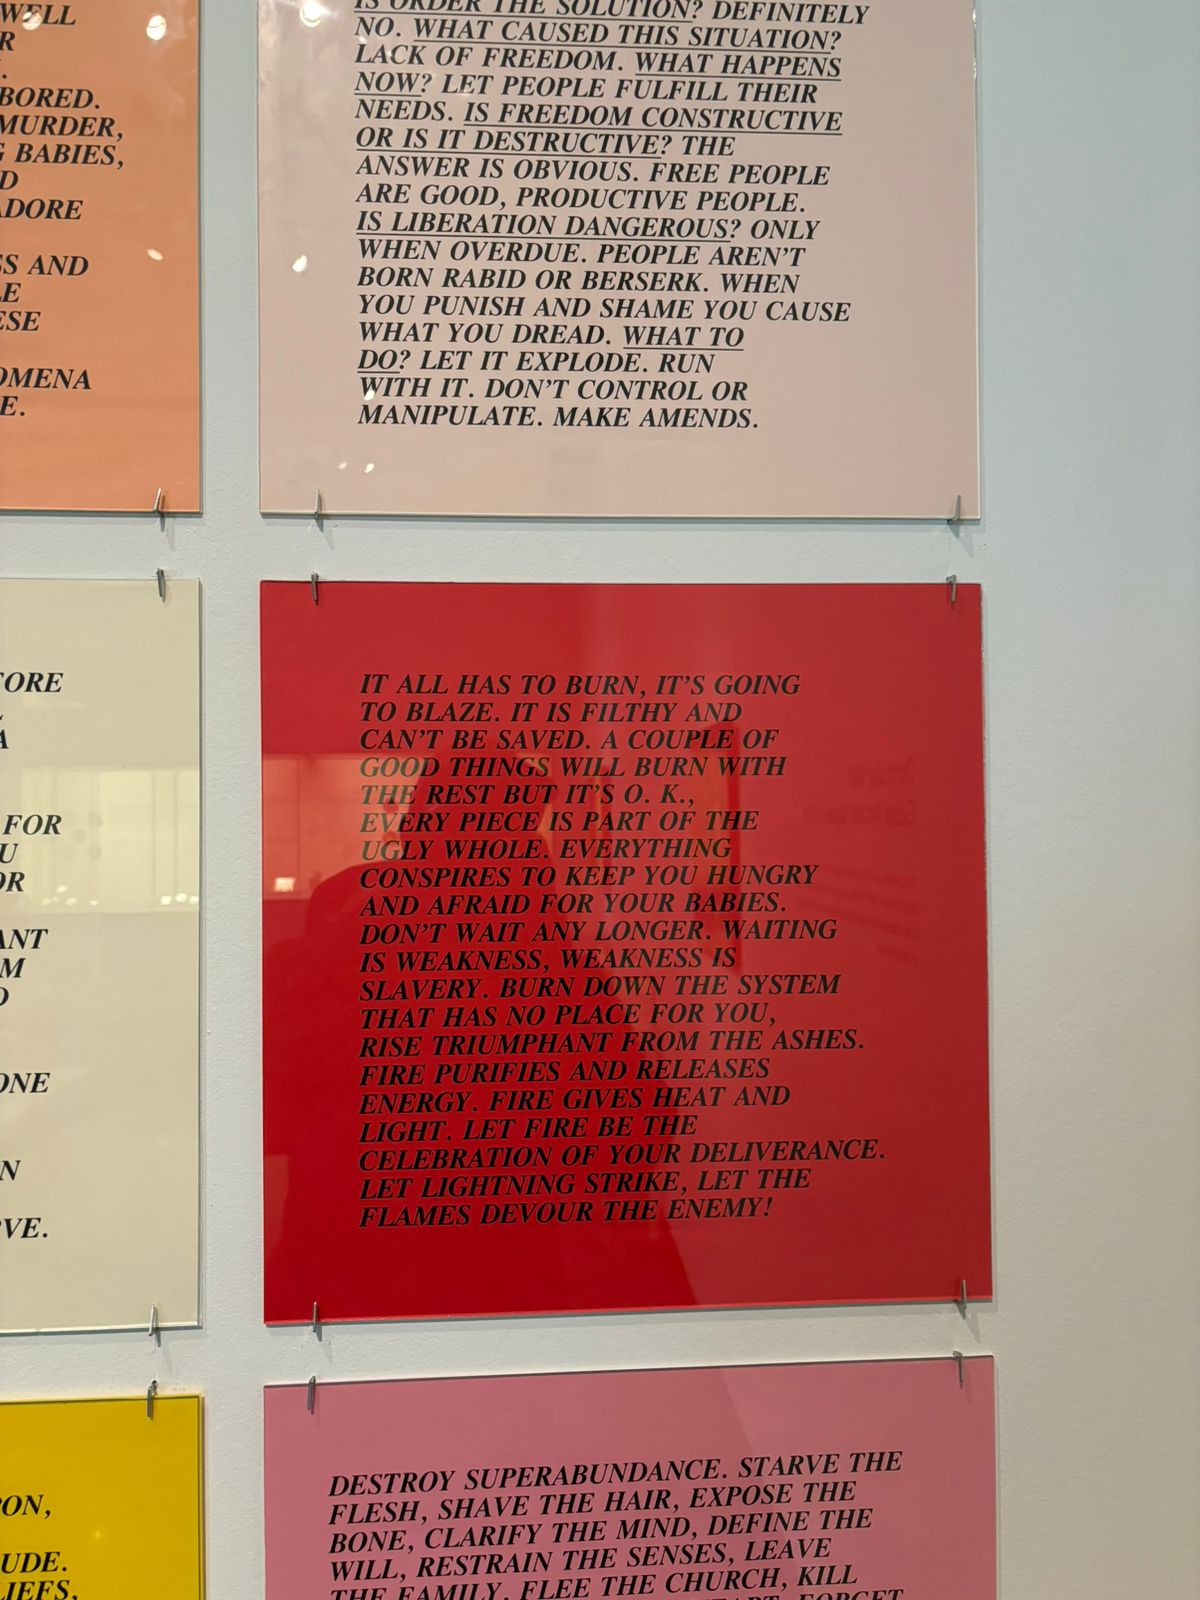 WELL
R
BORED.
MURDER,
G BABIES,
D
ADORE
SS AND
LE
ESE
OMENA
E.
IS ORDER THE SOLUTION? DEFINITELY
NO. WHAT CAUSED THIS SITUATION?
LACK OF FREEDOM. WHAT HAPPENS
NOW? LET PEOPLE FULFILL THEIR
NEEDS. IS FREEDOM CONSTRUCTIVE
OR IS IT DESTRUCTIVE? THE
ANSWER IS OBVIOUS. FREE PEOPLE
ARE GOOD, PRODUCTIVE PEOPLE.
IS LIBERATION DANGEROUS? ONLY
WHEN OVERDUE. PEOPLE AREN'T
BORN RABID OR BERSERK. WHEN
YOU PUNISH AND SHAME YOU CAUSE
WHAT YOU DREAD. WHAT TO
DO? LET IT EXPLODE. RUN
WITH IT. DON'T CONTROL OR
MANIPULATE. MAKE AMENDS.
FORE
A
FOR
U
OR
ANT
M
O
ONE
N
VE.
IT ALL HAS TO BURN, IT'S GOING
TO BLAZE. IT IS FILTHY AND
CAN'T BE SAVED. A COUPLE OF
GOOD THINGS WILL BURN WITH
THE REST BUT IT'S O. K.,
EVERY PIECE IS PART OF THE
UGLY WHOLE. EVERYTHING
CONSPIRES TO KEEP YOU HUNGRY
AND AFRAID FOR YOUR BABIES.
DON'T WAIT ANY LONGER. WAITING
IS WEAKNESS, WEAKNESS IS
SLAVERY. BURN DOWN THE SYSTEM
THAT HAS NO PLACE FOR YOU,
RISE TRIUMPHANT FROM THE ASHES.
FIRE PURIFIES AND RELEASES
ENERGY. FIRE GIVES HEAT AND
LIGHT. LET FIRE BE THE
CELEBRATION OF YOUR DELIVERANCE.
LET LIGHTNING STRIKE, LET THE
FLAMES DEVOUR THE ENEMY!
ON,
UDE.
LIEFS,
DESTROY SUPERABUNDANCE. STARVE THE
FLESH, SHAVE THE HAIR, EXPOSE THE
BONE, CLARIFY THE MIND, DEFINE THE
WILL, RESTRAIN THE SENSES, LEAVE
THE FAMILY, FLEE THE CHURCH, KILL
FORGET